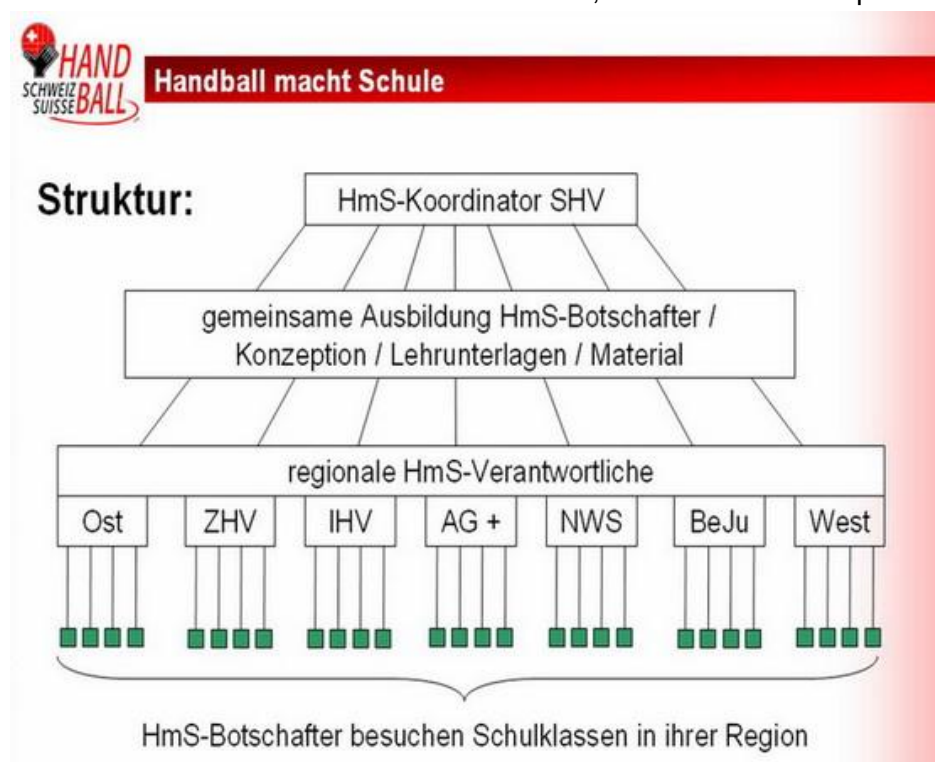 HAND
SCHWEIZ
SUISSE BALL
Handball macht Schule
Struktur:
HmS-Koordinator SHV
gemeinsame Ausbildung HmS-Botschafter /
Konzeption / Lehrunterlagen / Material
regionale HmS-Verantwortliche
Ost ZHV IHV AG + NWS BeJu West
HmS-Botschafter besuchen Schulklassen in ihrer Region